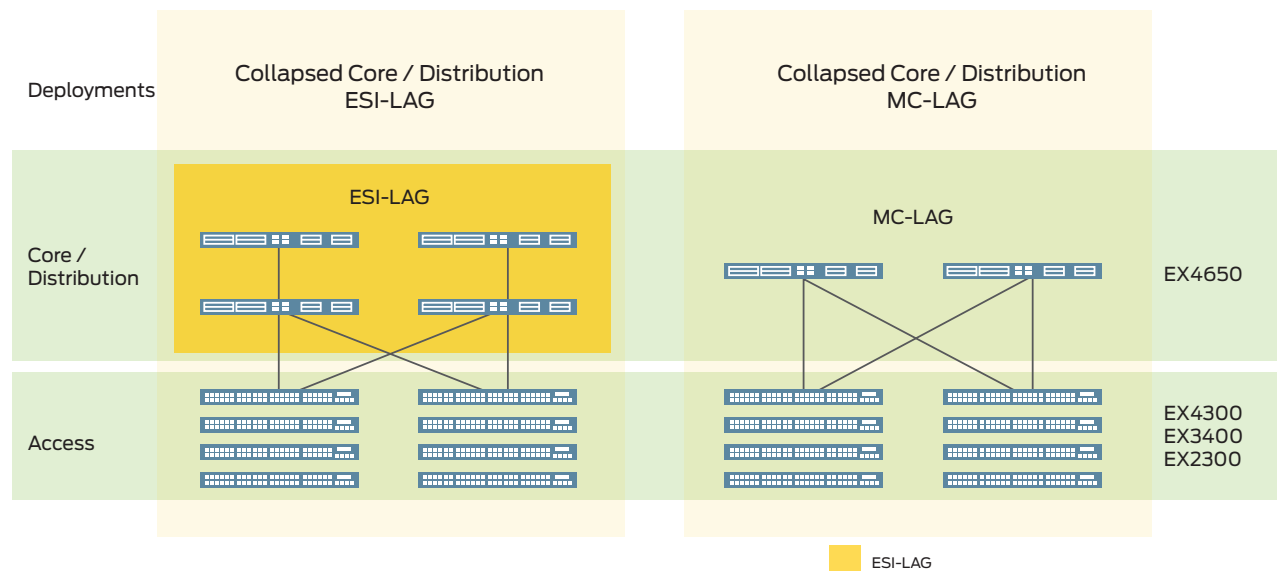 Deployments
Collapsed Core / Distribution
ESI-LAG
Collapsed Core / Distribution
MC-LAG
Core /
Distribution
ESI-LAG
MC-LAG
EX4650
Access
EX4300
EX3400
EX2300
ESI-LAG